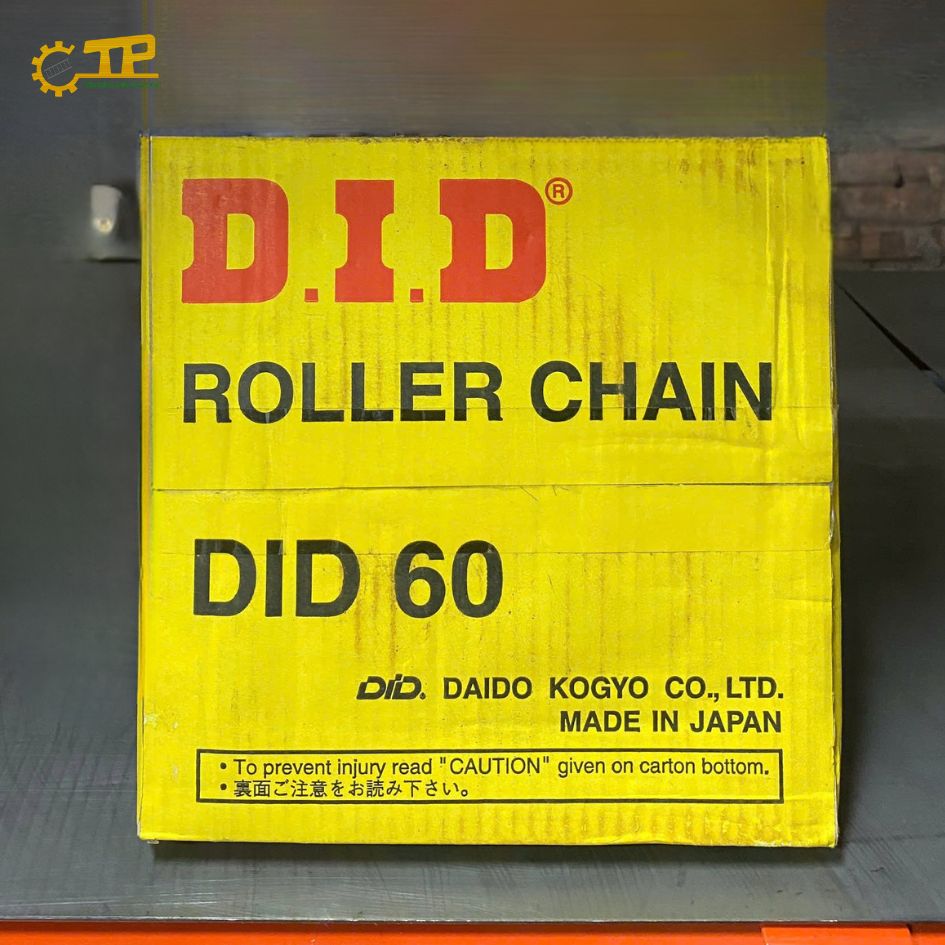 TP
D.I.D®
ROLLER CHAIN
DID 60
DID® DAIDO KOGYO CO., LTD.
MADE IN JAPAN
• To prevent injury read "CAUTION" given on carton bottom.
• 裏面ご注意をお読み下さい。